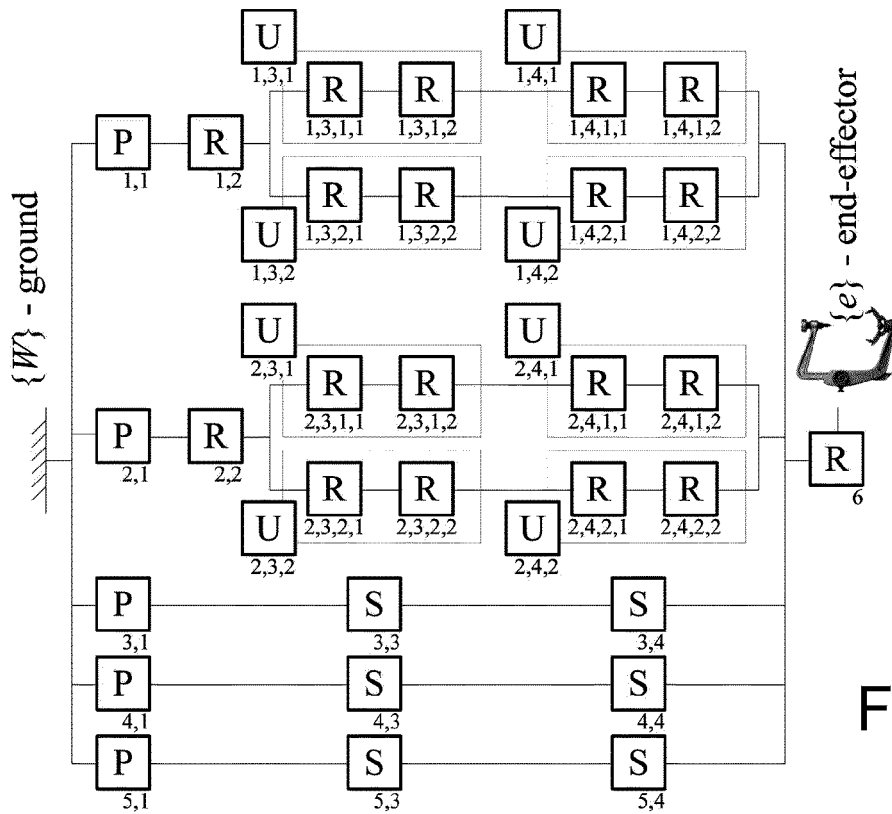 U
1,3,1
U
1,4,1
R
1,3,1,1
R
1,3,1,2
R
1,4,1,1
R
1,4,1,2
P
1,1
R
1,2
R
1,3,2,1
R
1,3,2,2
R
1,4,2,1
R
1,4,2,2
U
1,3,2
U
1,4,2
{W} - ground
{e} - end-effector
U
2,3,1
U
2,4,1
R
2,3,1,1
R
2,3,1,2
R
2,4,1,1
R
2,4,1,2
P
2,1
R
2,2
R
6
R
2,3,2,1
R
2,3,2,2
R
2,4,2,1
R
2,4,2,2
U
2,3,2
U
2,4,2
P
3,1
S
3,3
S
3,4
P
4,1
S
4,3
S
4,4
F
P
5,1
S
5,3
S
5,4